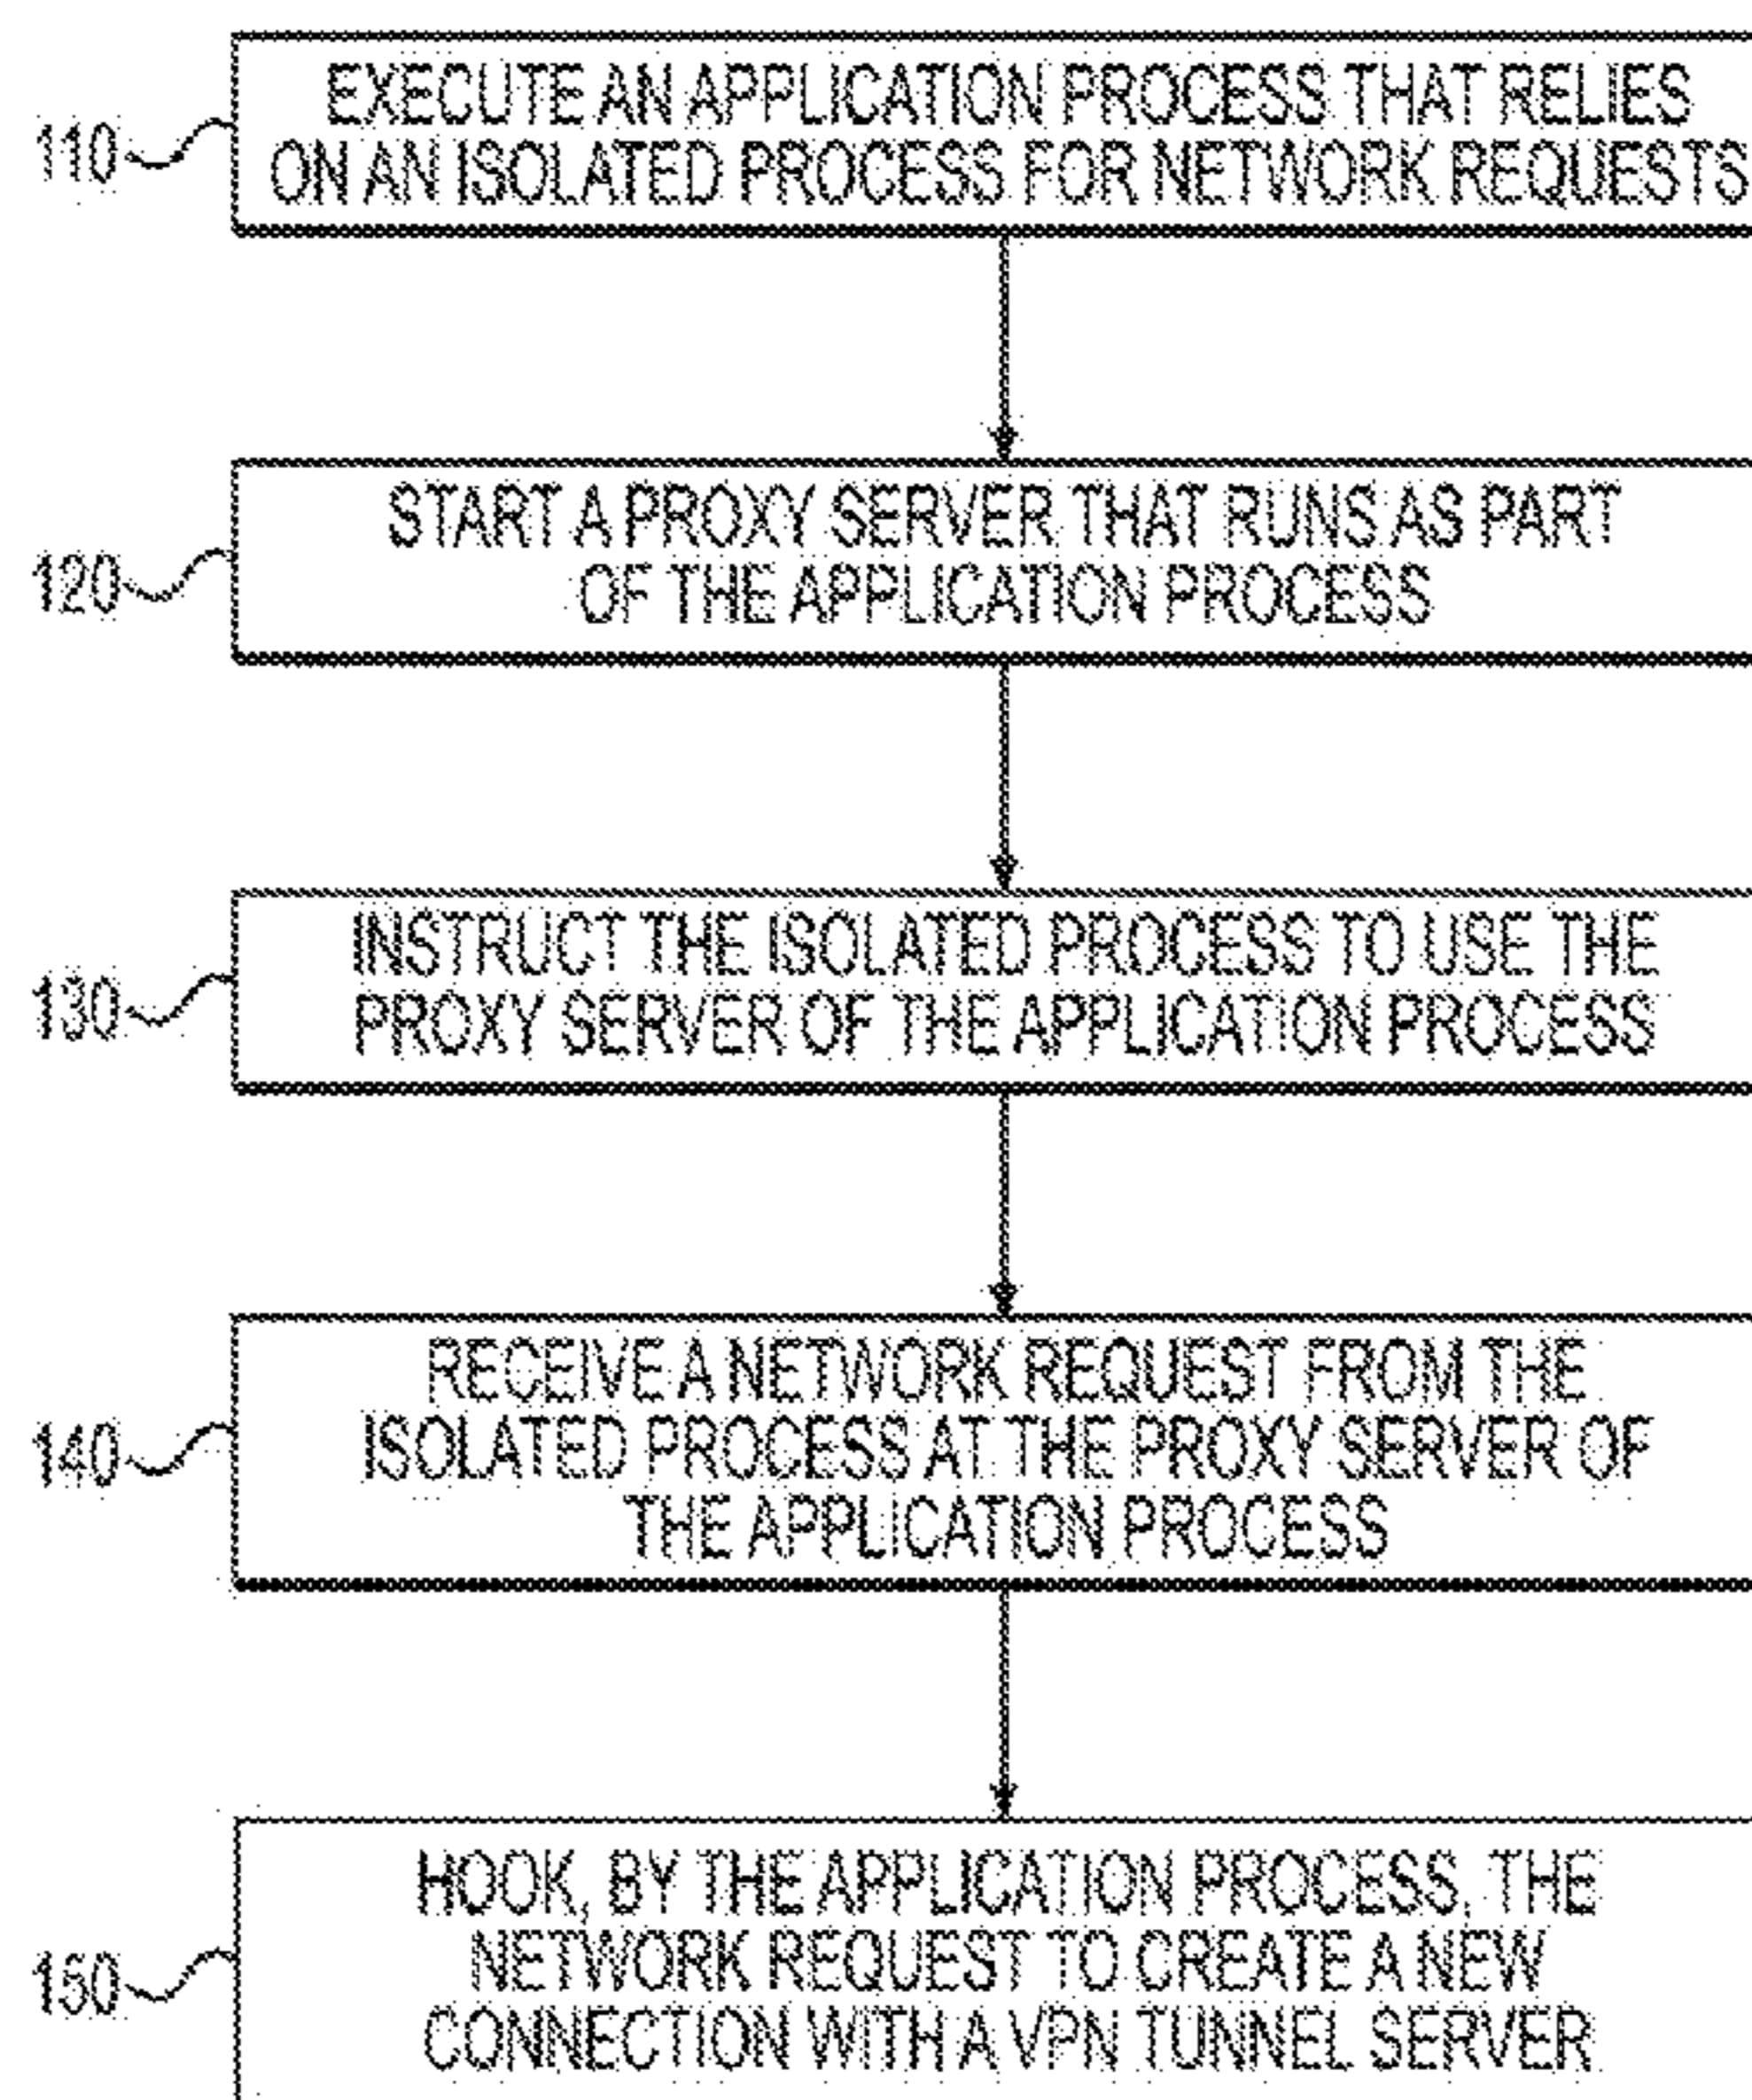 110
EXECUTE AN APPLICATION PROCESS THAT RELIES
ON AN ISOLATED PROCESS FOR NETWORK REQUESTS
120
START A PROXY SERVER THAT RUNS AS PART
OF THE APPLICATION PROCESS
130
INSTRUCT THE ISOLATED PROCESS TO USE THE
PROXY SERVER OF THE APPLICATION PROCESS
140
RECEIVE A NETWORK REQUEST FROM THE
ISOLATED PROCESS AT THE PROXY SERVER OF
THE APPLICATION PROCESS
150
HOOK, BY THE APPLICATION PROCESS, THE
NETWORK REQUEST TO CREATE A NEW
CONNECTION WITH A VPN TUNNEL SERVER